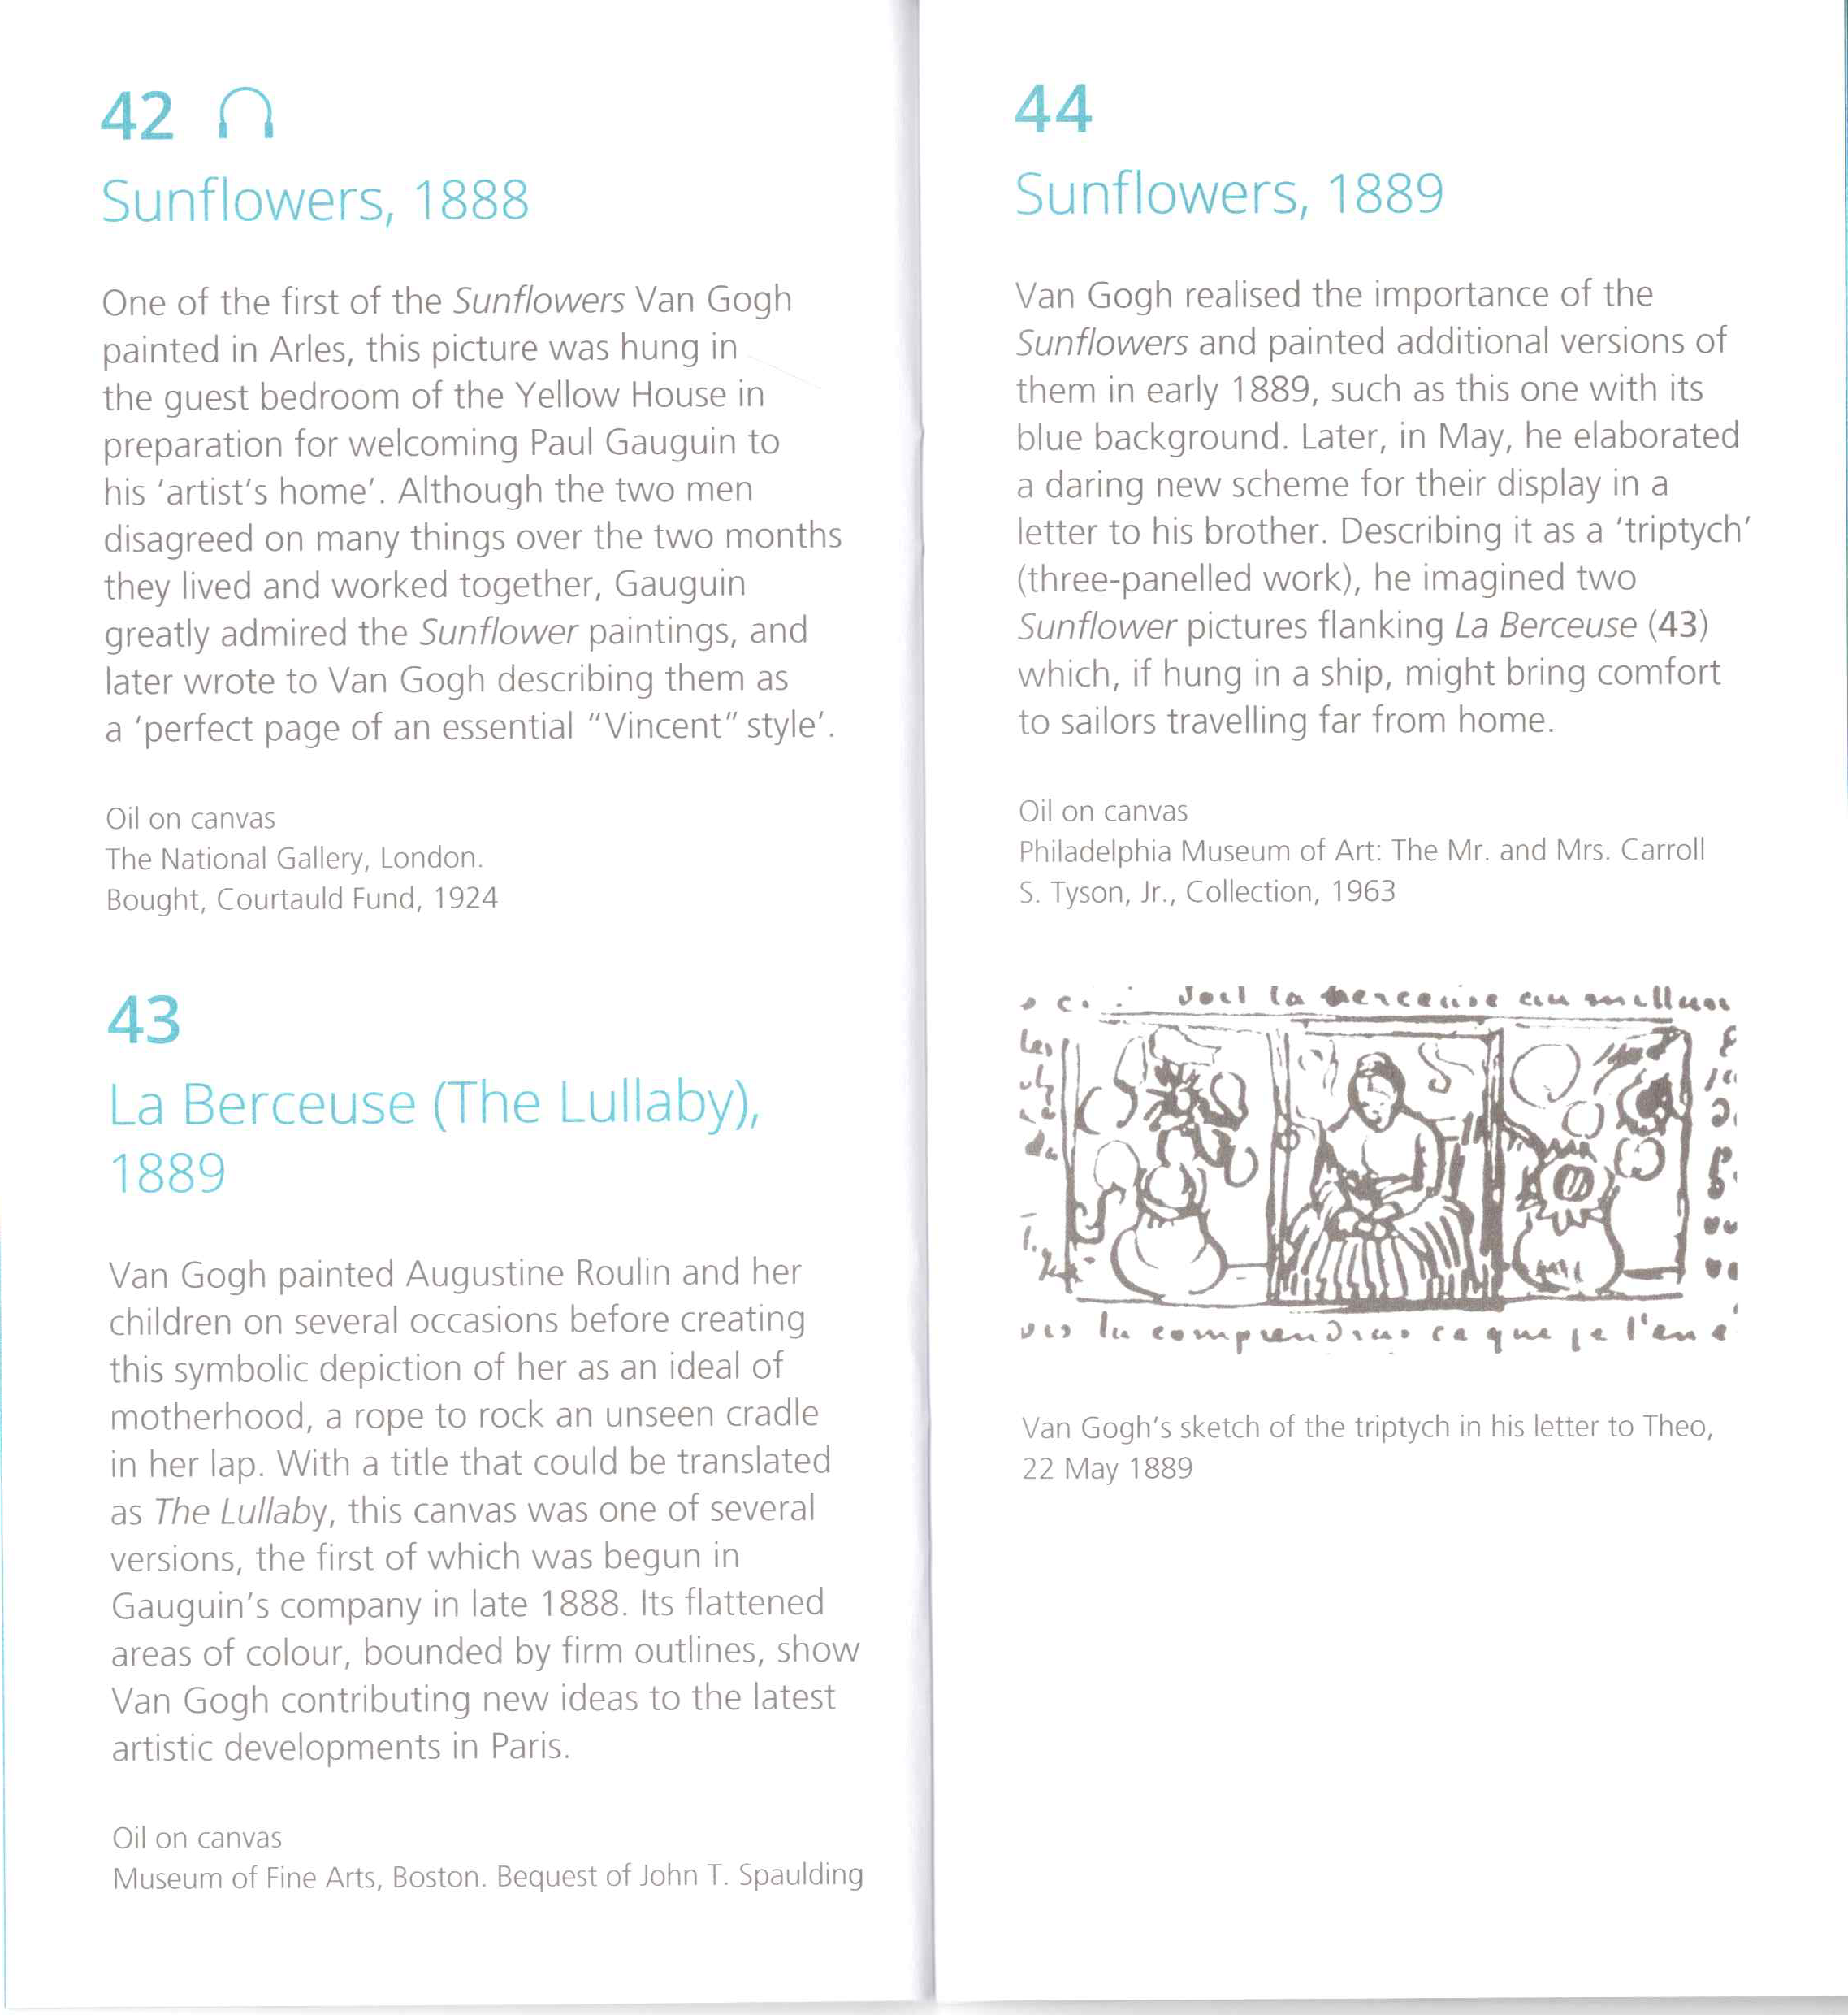 42
Sunflowers, 1888
One of the first of the Sunflowers Van Gogh
painted in Arles, this picture was hung in
the guest bedroom of the Yellow House in
preparation for welcoming Paul Gauguin to
his ‘artist’s home’. Although the two men
disagreed on many things over the two months
they lived and worked together, Gauguin
greatly admired the Sunflower paintings, and
later wrote to Van Gogh describing them as
a ‘perfect page of an essential “Vincent” style’.
Oil on canvas
The National Gallery, London.
Bought, Courtauld Fund, 1924
43
La Berceuse (The Lullaby),
1889
Van Gogh painted Augustine Roulin and her
children on several occasions before creating
this symbolic depiction of her as an ideal of
motherhood, a rope to rock an unseen cradle
in her lap. With a title that could be translated
as The Lullaby, this canvas was one of several
versions, the first of which was begun in
Gauguin’s company in late 1888. Its flattened
areas of colour, bounded by firm outlines, show
Van Gogh contributing new ideas to the latest
artistic developments in Paris.
Oil on canvas
Museum of Fine Arts, Boston. Bequest of John T. Spaulding
44
Sunflowers, 1889
Van Gogh realised the importance of the
Sunflowers and painted additional versions of
them in early 1889, such as this one with its
blue background. Later, in May, he elaborated
a daring new scheme for their display in a
letter to his brother. Describing it as a ‘triptych’
(three-panelled work), he imagined two
Sunflower pictures flanking La Berceuse (43)
which, if hung in a ship, might bring comfort
to sailors travelling far from home.
Oil on canvas
Philadelphia Museum of Art: The Mr. and Mrs. Carroll
S. Tyson, Jr., Collection, 1963
la berceuse au
comprendras ce que je
Van Gogh’s sketch of the triptych in his letter to Theo,
22 May 1889